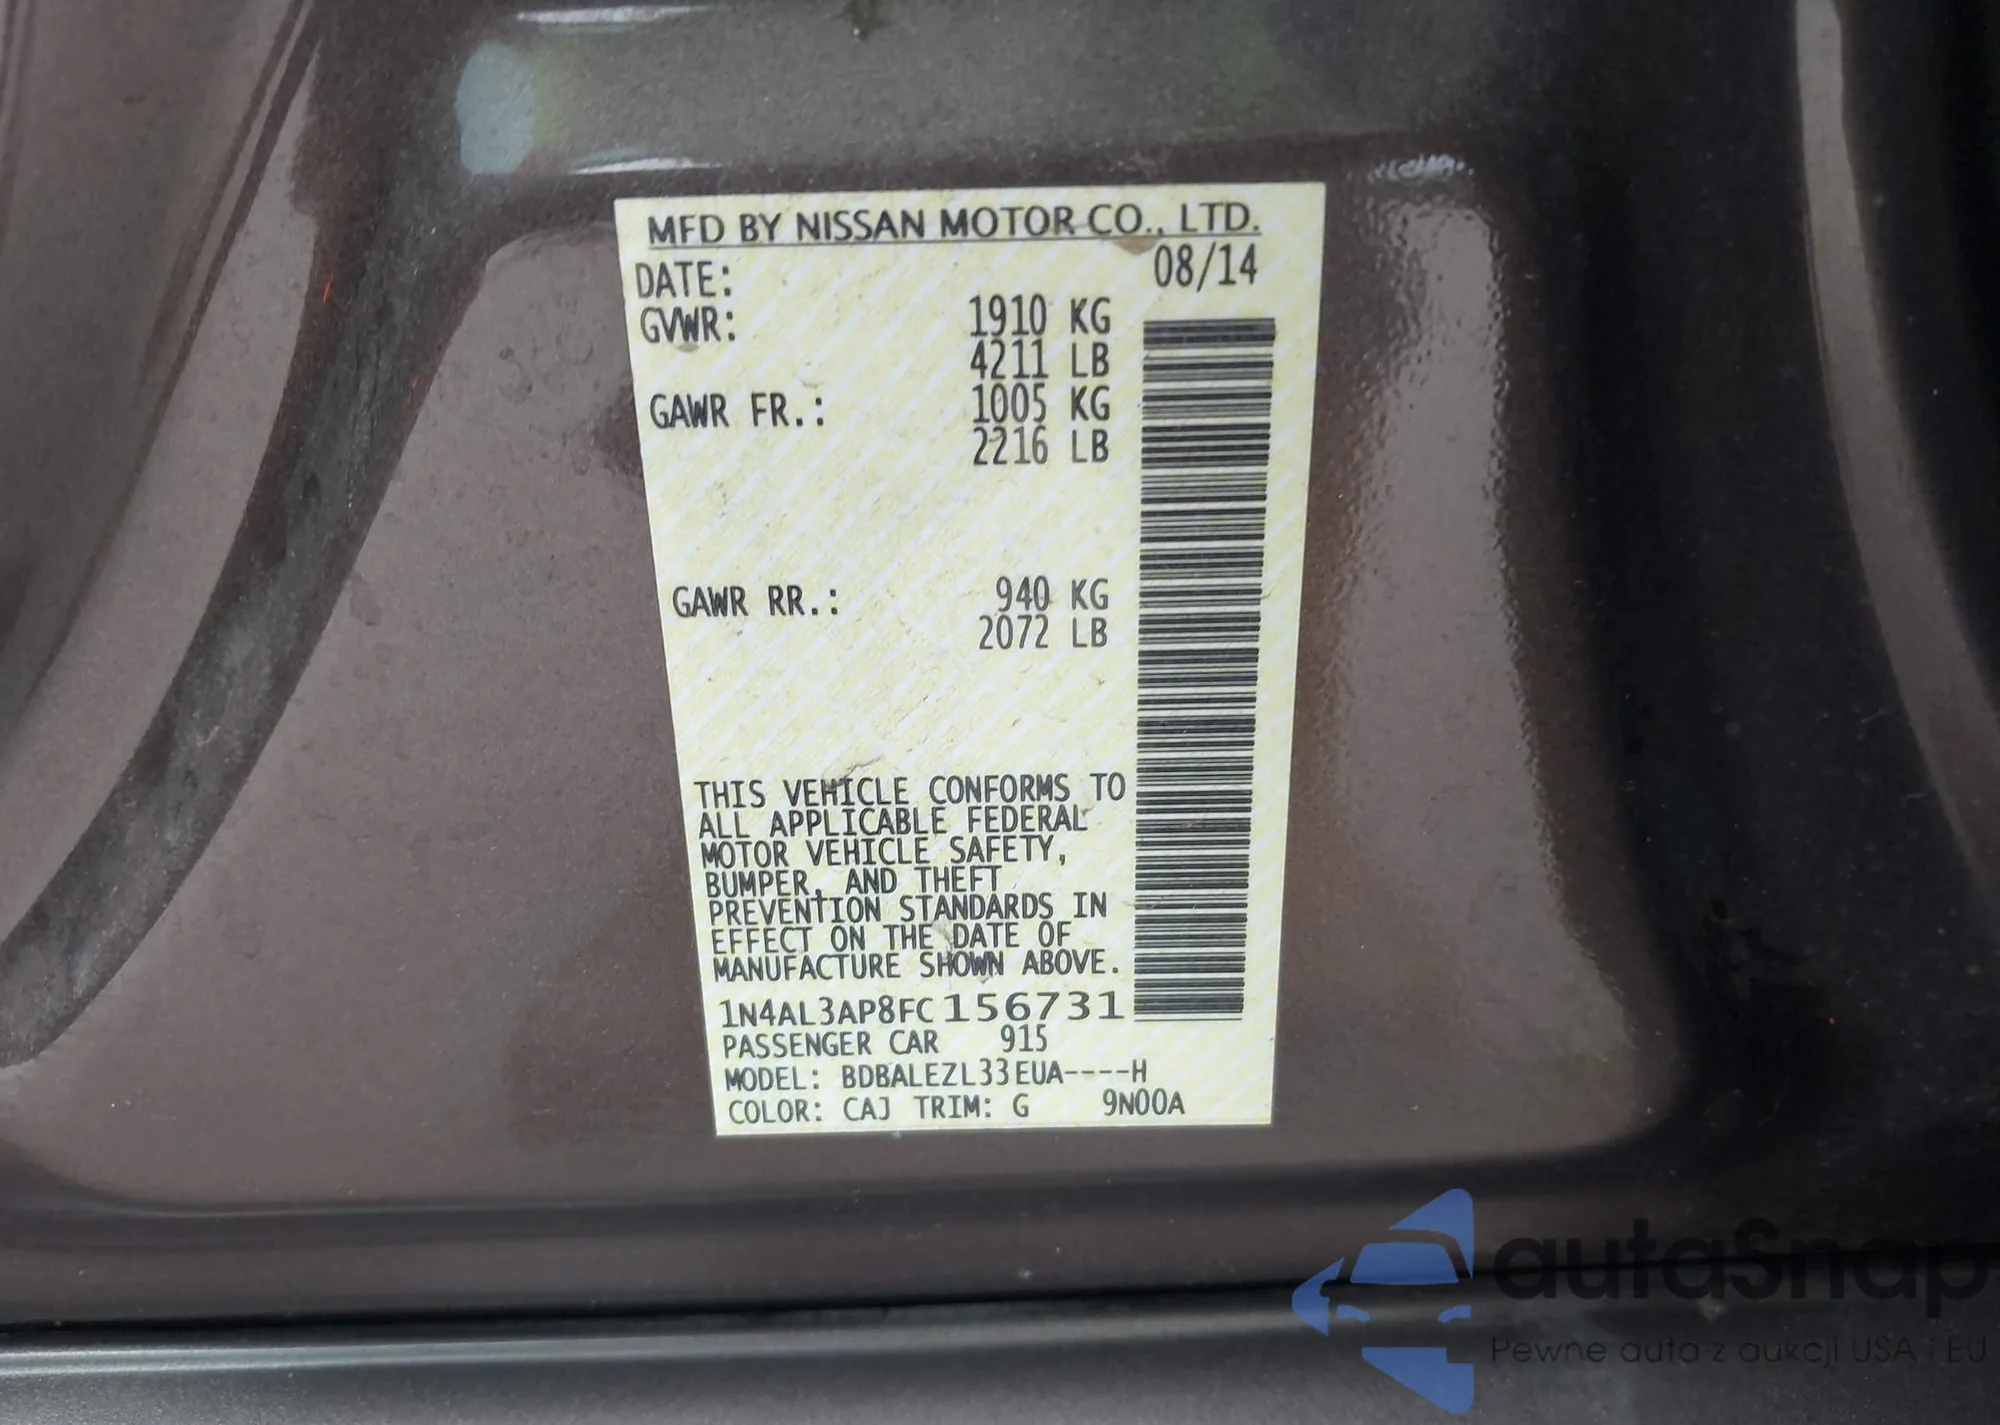 MFD BY NISSAN MOTOR CO., LTD.
DATE: 08/14
GVWR: 1910 KG
4211 LB
GAWR FR.: 1005 KG
2216 LB
GAWR RR.: 940 KG
2072 LB
THIS VEHICLE CONFORMS TO
ALL APPLICABLE FEDERAL
MOTOR VEHICLE SAFETY,
BUMPER, AND THEFT
PREVENTION STANDARDS IN
EFFECT ON THE DATE OF
MANUFACTURE SHOWN ABOVE.
1N4AL3AP8FC156731
PASSENGER CAR 915
MODEL: BDBALEZL33EUA----H
COLOR: CAJ TRIM: G 9N00A
autaSnap
Pewne auta z aukcji USA i EU